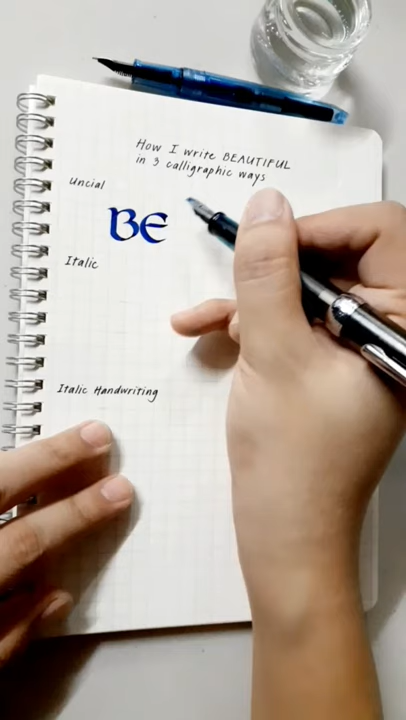 How I write BEAUTIFUL
in 3 calligraphic ways
Uncial
BE
Italic
Italic Handwriting